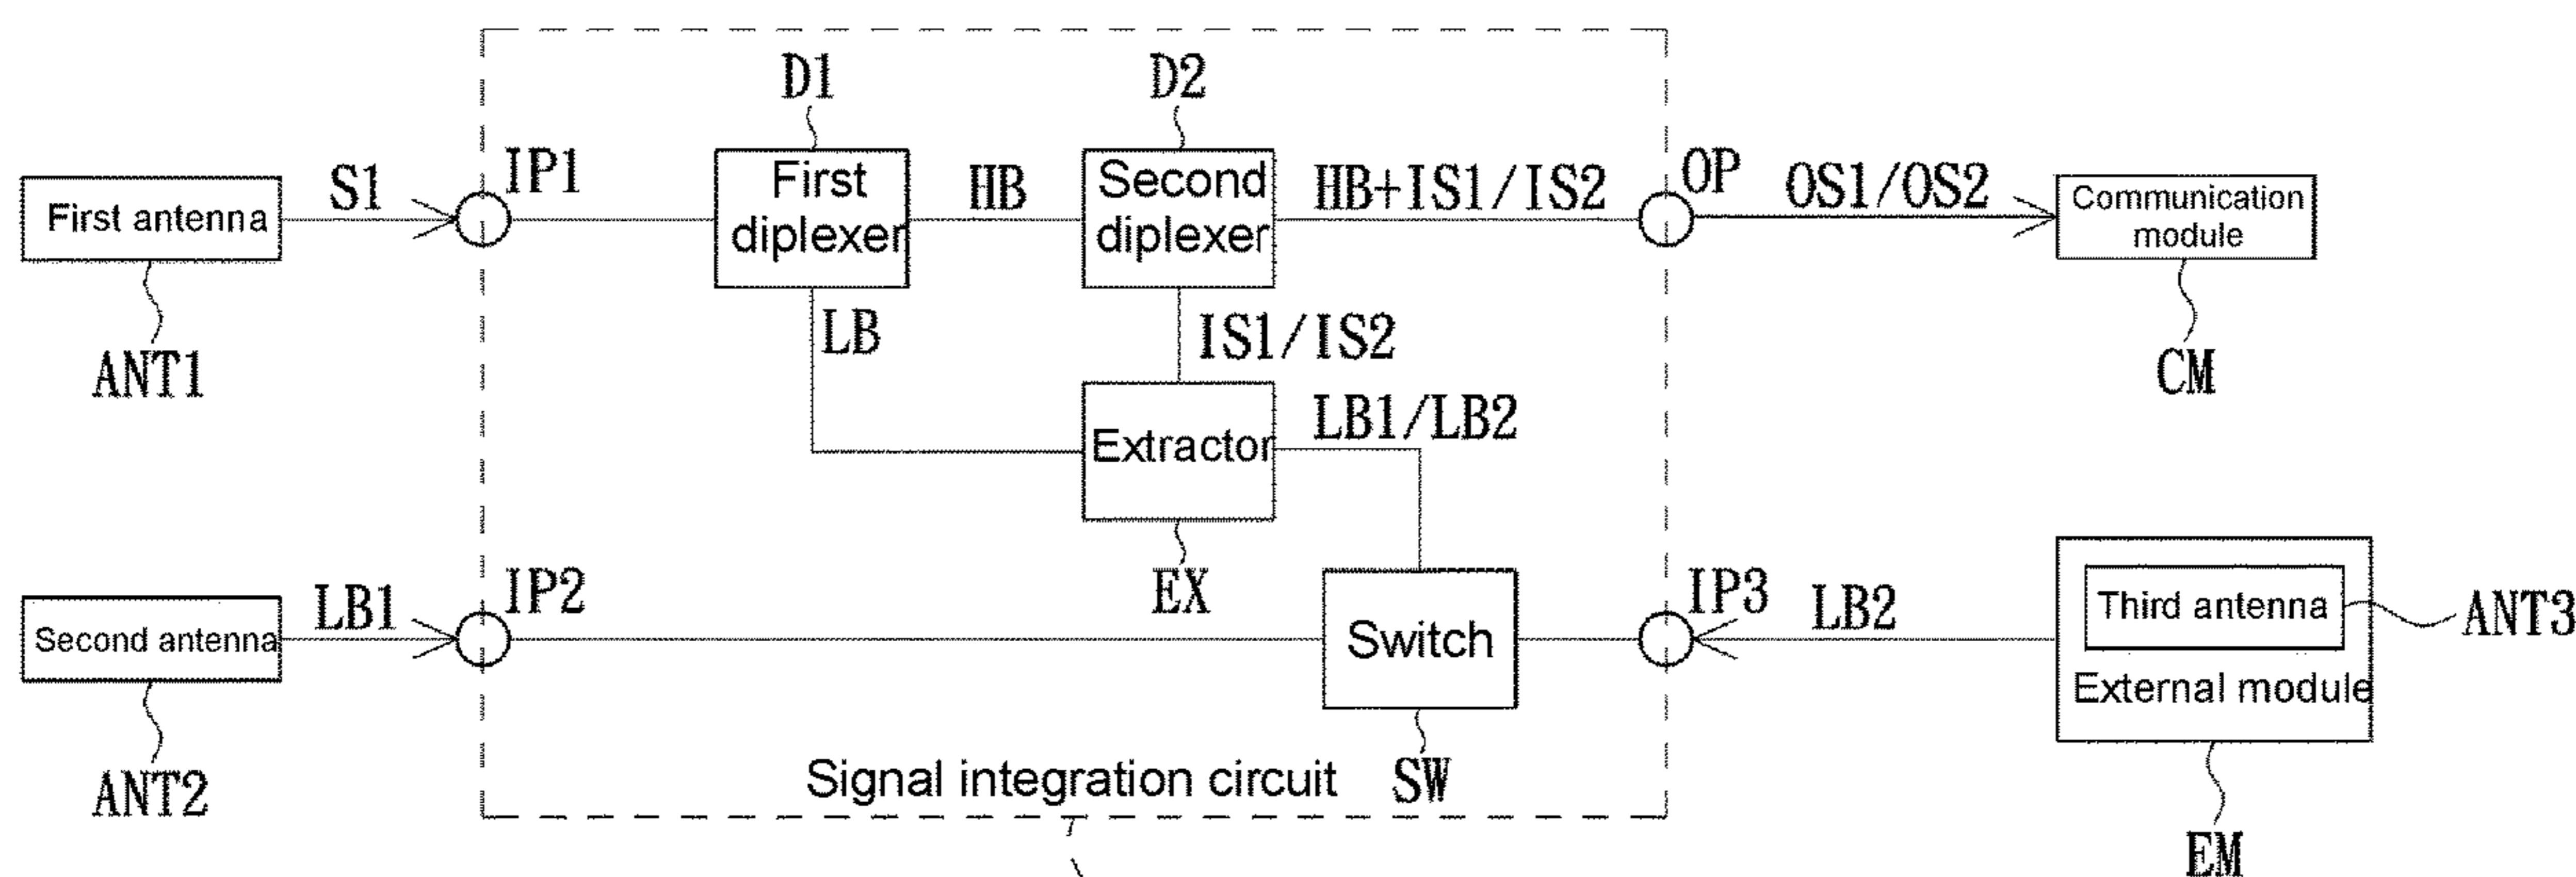 D1
D2
S1
IP1
First
diplexer
HB
Second
diplexer
HB+IS1/IS2
OP
OS1/OS2
Communication
module
First antenna
ANT1
LB
IS1/IS2
CM
Extractor
LB1/LB2
EX
Second antenna
LB1
IP2
Switch
IP3
LB2
Third antenna
ANT3
External module
ANT2
Signal integration circuit
SW
EM